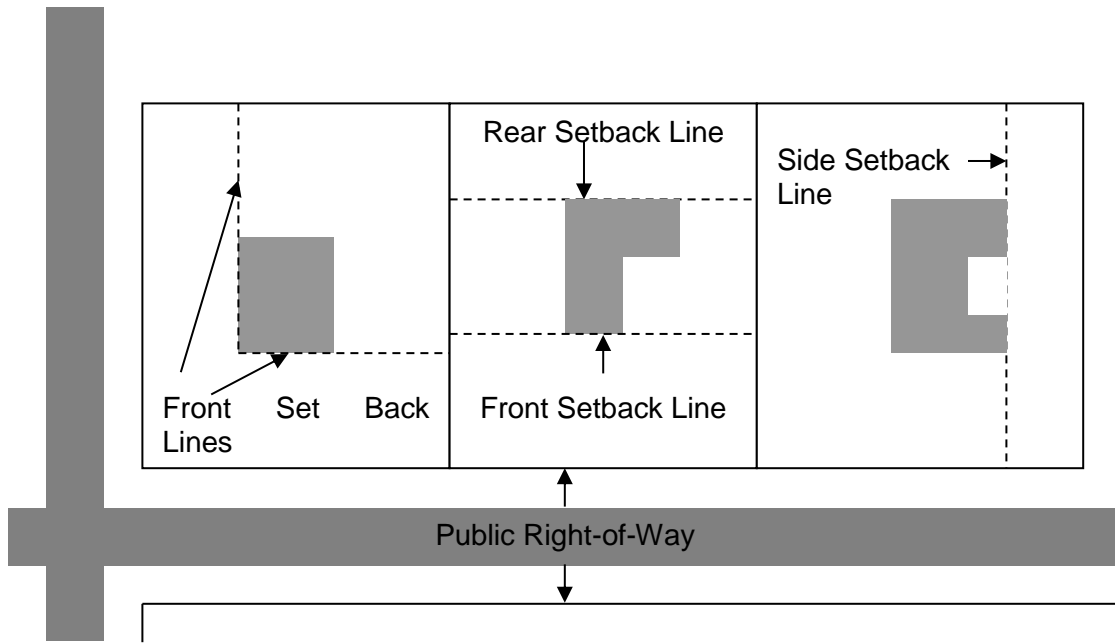 Rear Setback Line
Side Setback
Line
Front Set Back
Lines
Front Setback Line
Public Right-of-Way